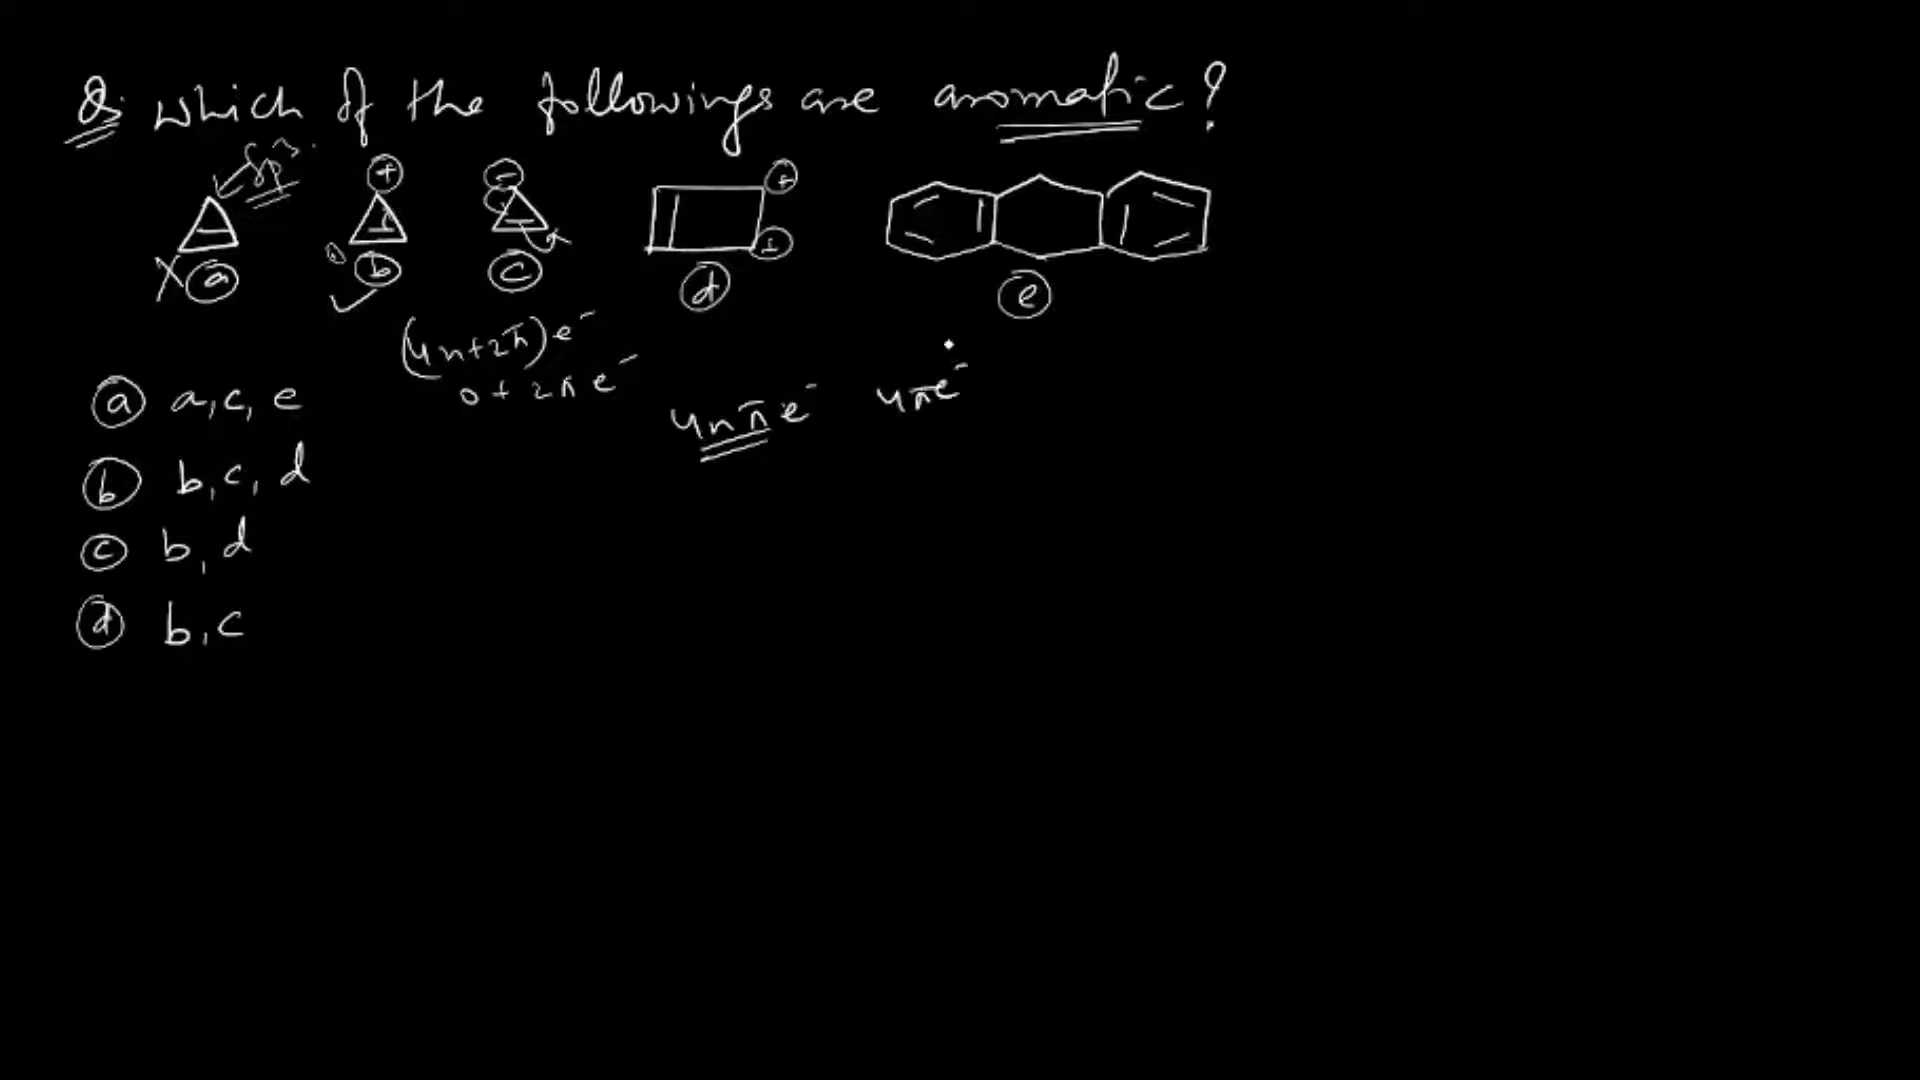 Q: which of the followings are aromatic?
sp³.
+ − + +
X ⓐ ⓑ ✓ ⓒ ⓓ ⓔ
(4n+2π)e⁻
0+2πe⁻
4nπe⁻ 4πe⁻
ⓐ a,c,e
ⓑ b,c,d
ⓒ b,d
ⓓ b,c